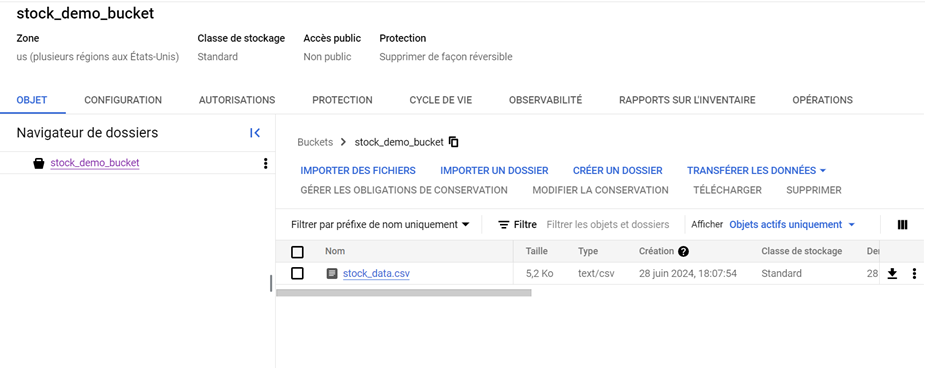 stock_demo_bucket
Zone Classe de stockage Accès public Protection
us (plusieurs régions aux États-Unis) Standard Non public Supprimer de façon réversible
OBJET CONFIGURATION AUTORISATIONS PROTECTION CYCLE DE VIE OBSERVABILITÉ RAPPORTS SUR L'INVENTAIRE OPÉRATIONS
Navigateur de dossiers
stock_demo_bucket
Buckets > stock_demo_bucket
IMPORTER DES FICHIERS IMPORTER UN DOSSIER CRÉER UN DOSSIER TRANSFÉRER LES DONNÉES
GÉRER LES OBLIGATIONS DE CONSERVATION MODIFIER LA CONSERVATION TÉLÉCHARGER SUPPRIMER
Filtrer par préfixe de nom uniquement Filtre Filtrer les objets et dossiers Afficher Objets actifs uniquement
Nom Taille Type Création ? Classe de stockage
stock_data.csv 5,2 Ko text/csv 28 juin 2024, 18:07:54 Standard 28